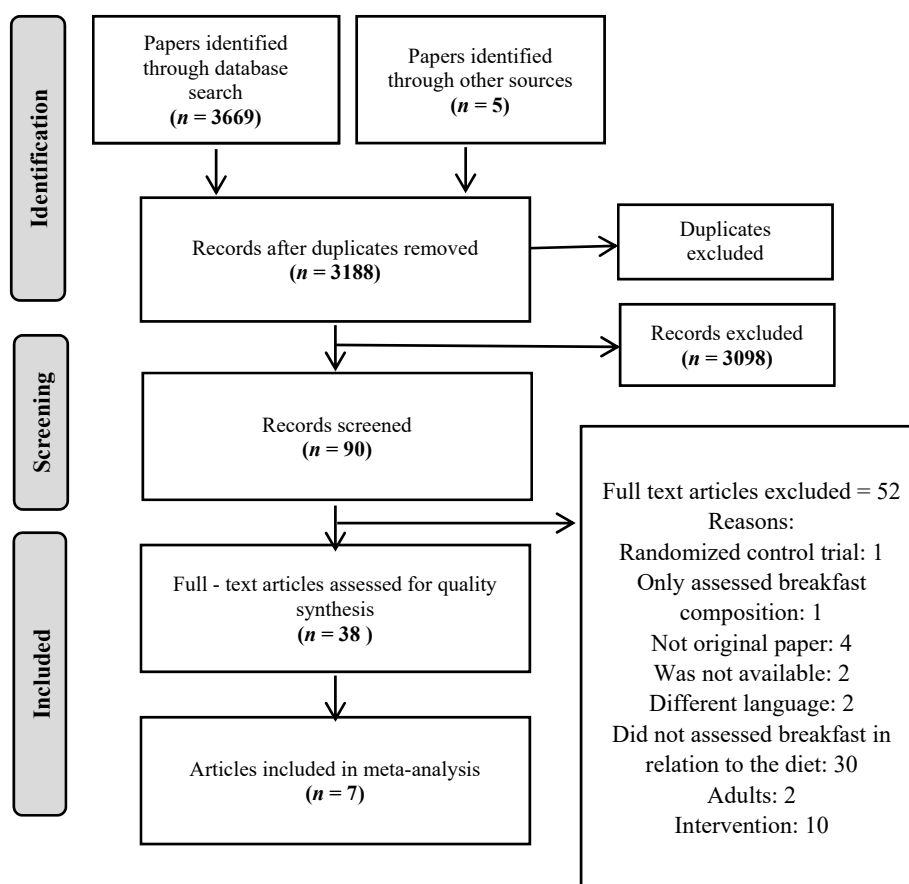 Identification
Papers identified
through database
search
(n = 3669)
Papers identified
through other sources
(n = 5)
Records after duplicates removed
(n = 3188)
Duplicates
excluded
Records excluded
(n = 3098)
Screening
Records screened
(n = 90)
Full text articles excluded = 52
Reasons:
Randomized control trial: 1
Only assessed breakfast
composition: 1
Not original paper: 4
Was not available: 2
Different language: 2
Did not assessed breakfast in
relation to the diet: 30
Adults: 2
Intervention: 10
Included
Full - text articles assessed for quality
synthesis
(n = 38 )
Articles included in meta-analysis
(n = 7)